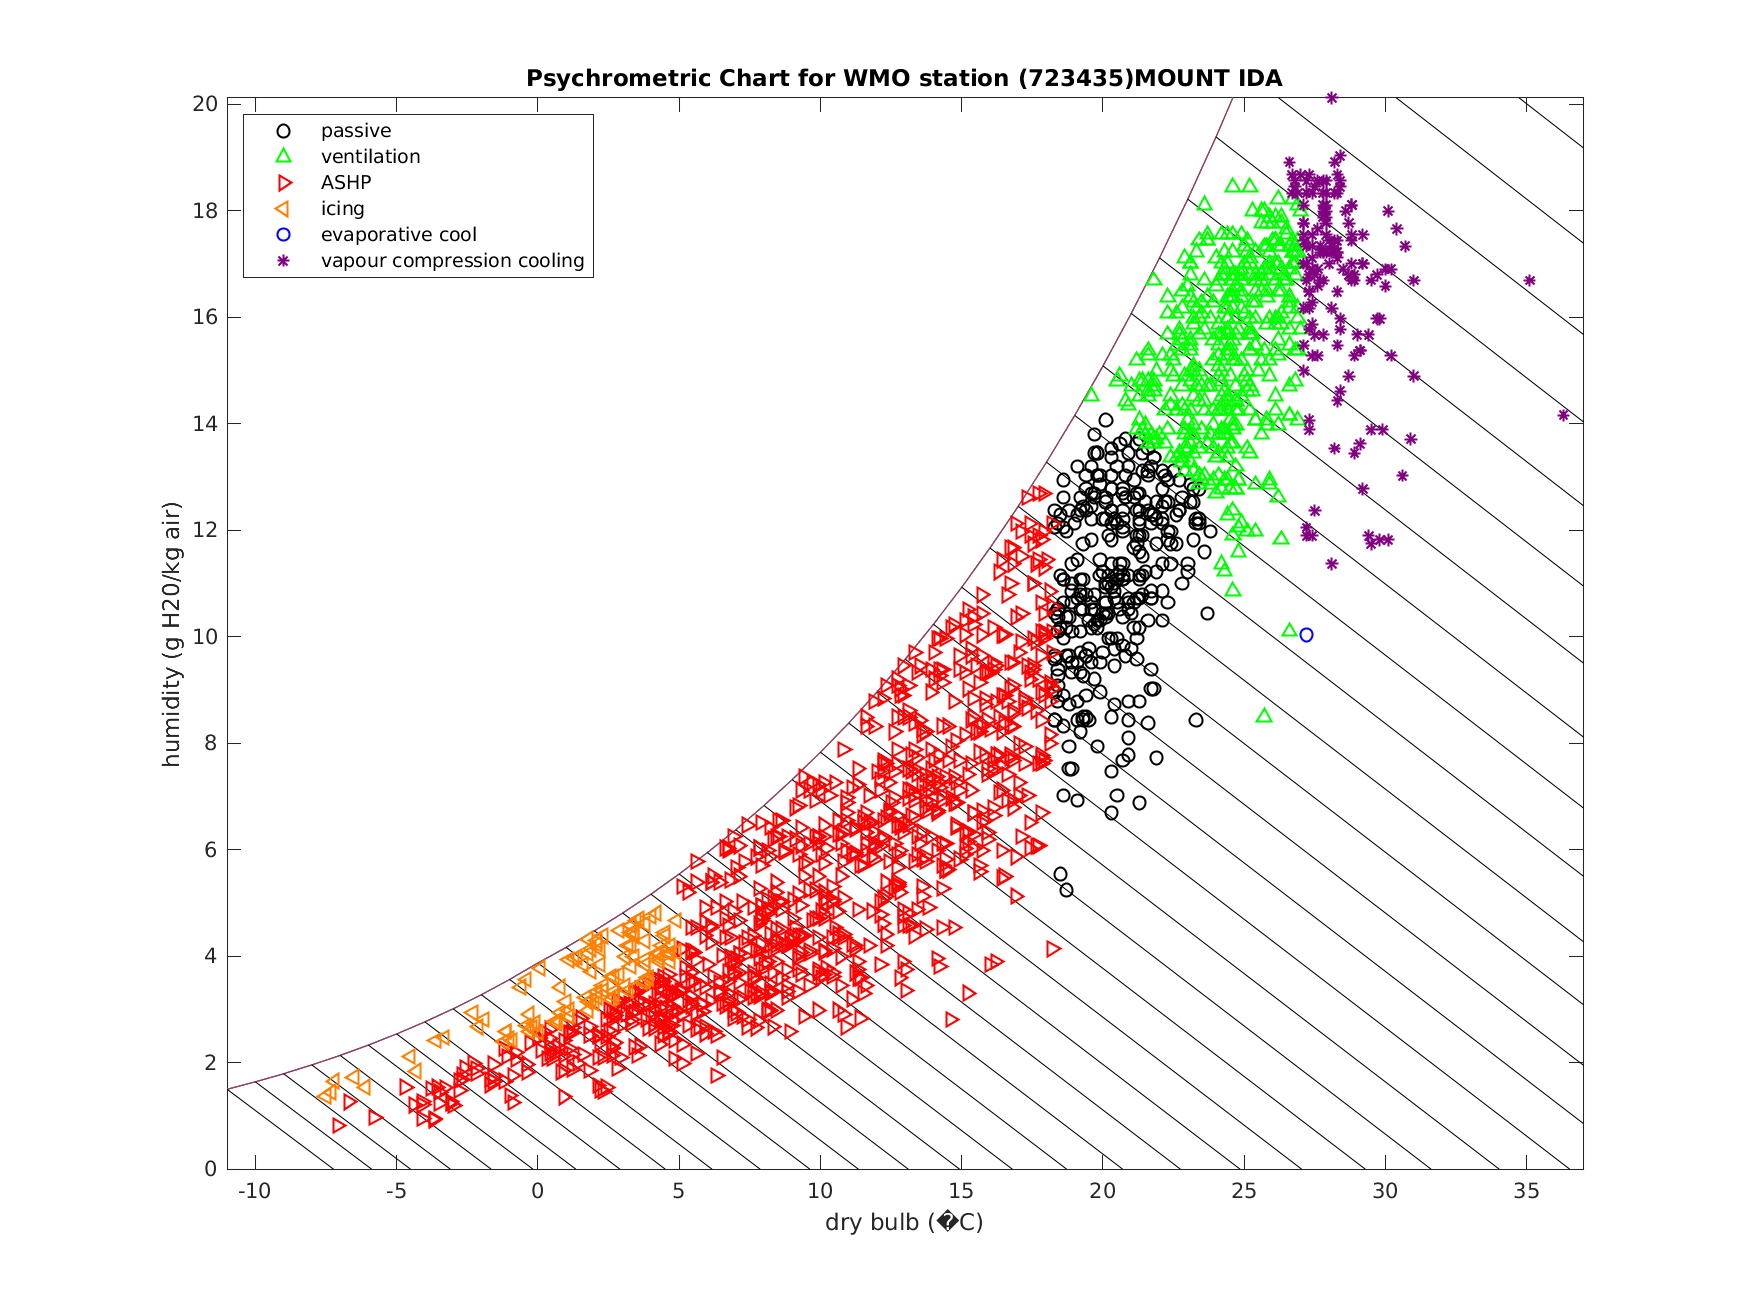 Psychrometric Chart for WMO station (723435)MOUNT IDA
passive
ventilation
ASHP
icing
evaporative cool
vapour compression cooling
humidity (g H20/kg air)
20
18
16
14
12
10
8
6
4
2
0
-10 -5 0 5 10 15 20 25 30 35
dry bulb (�C)